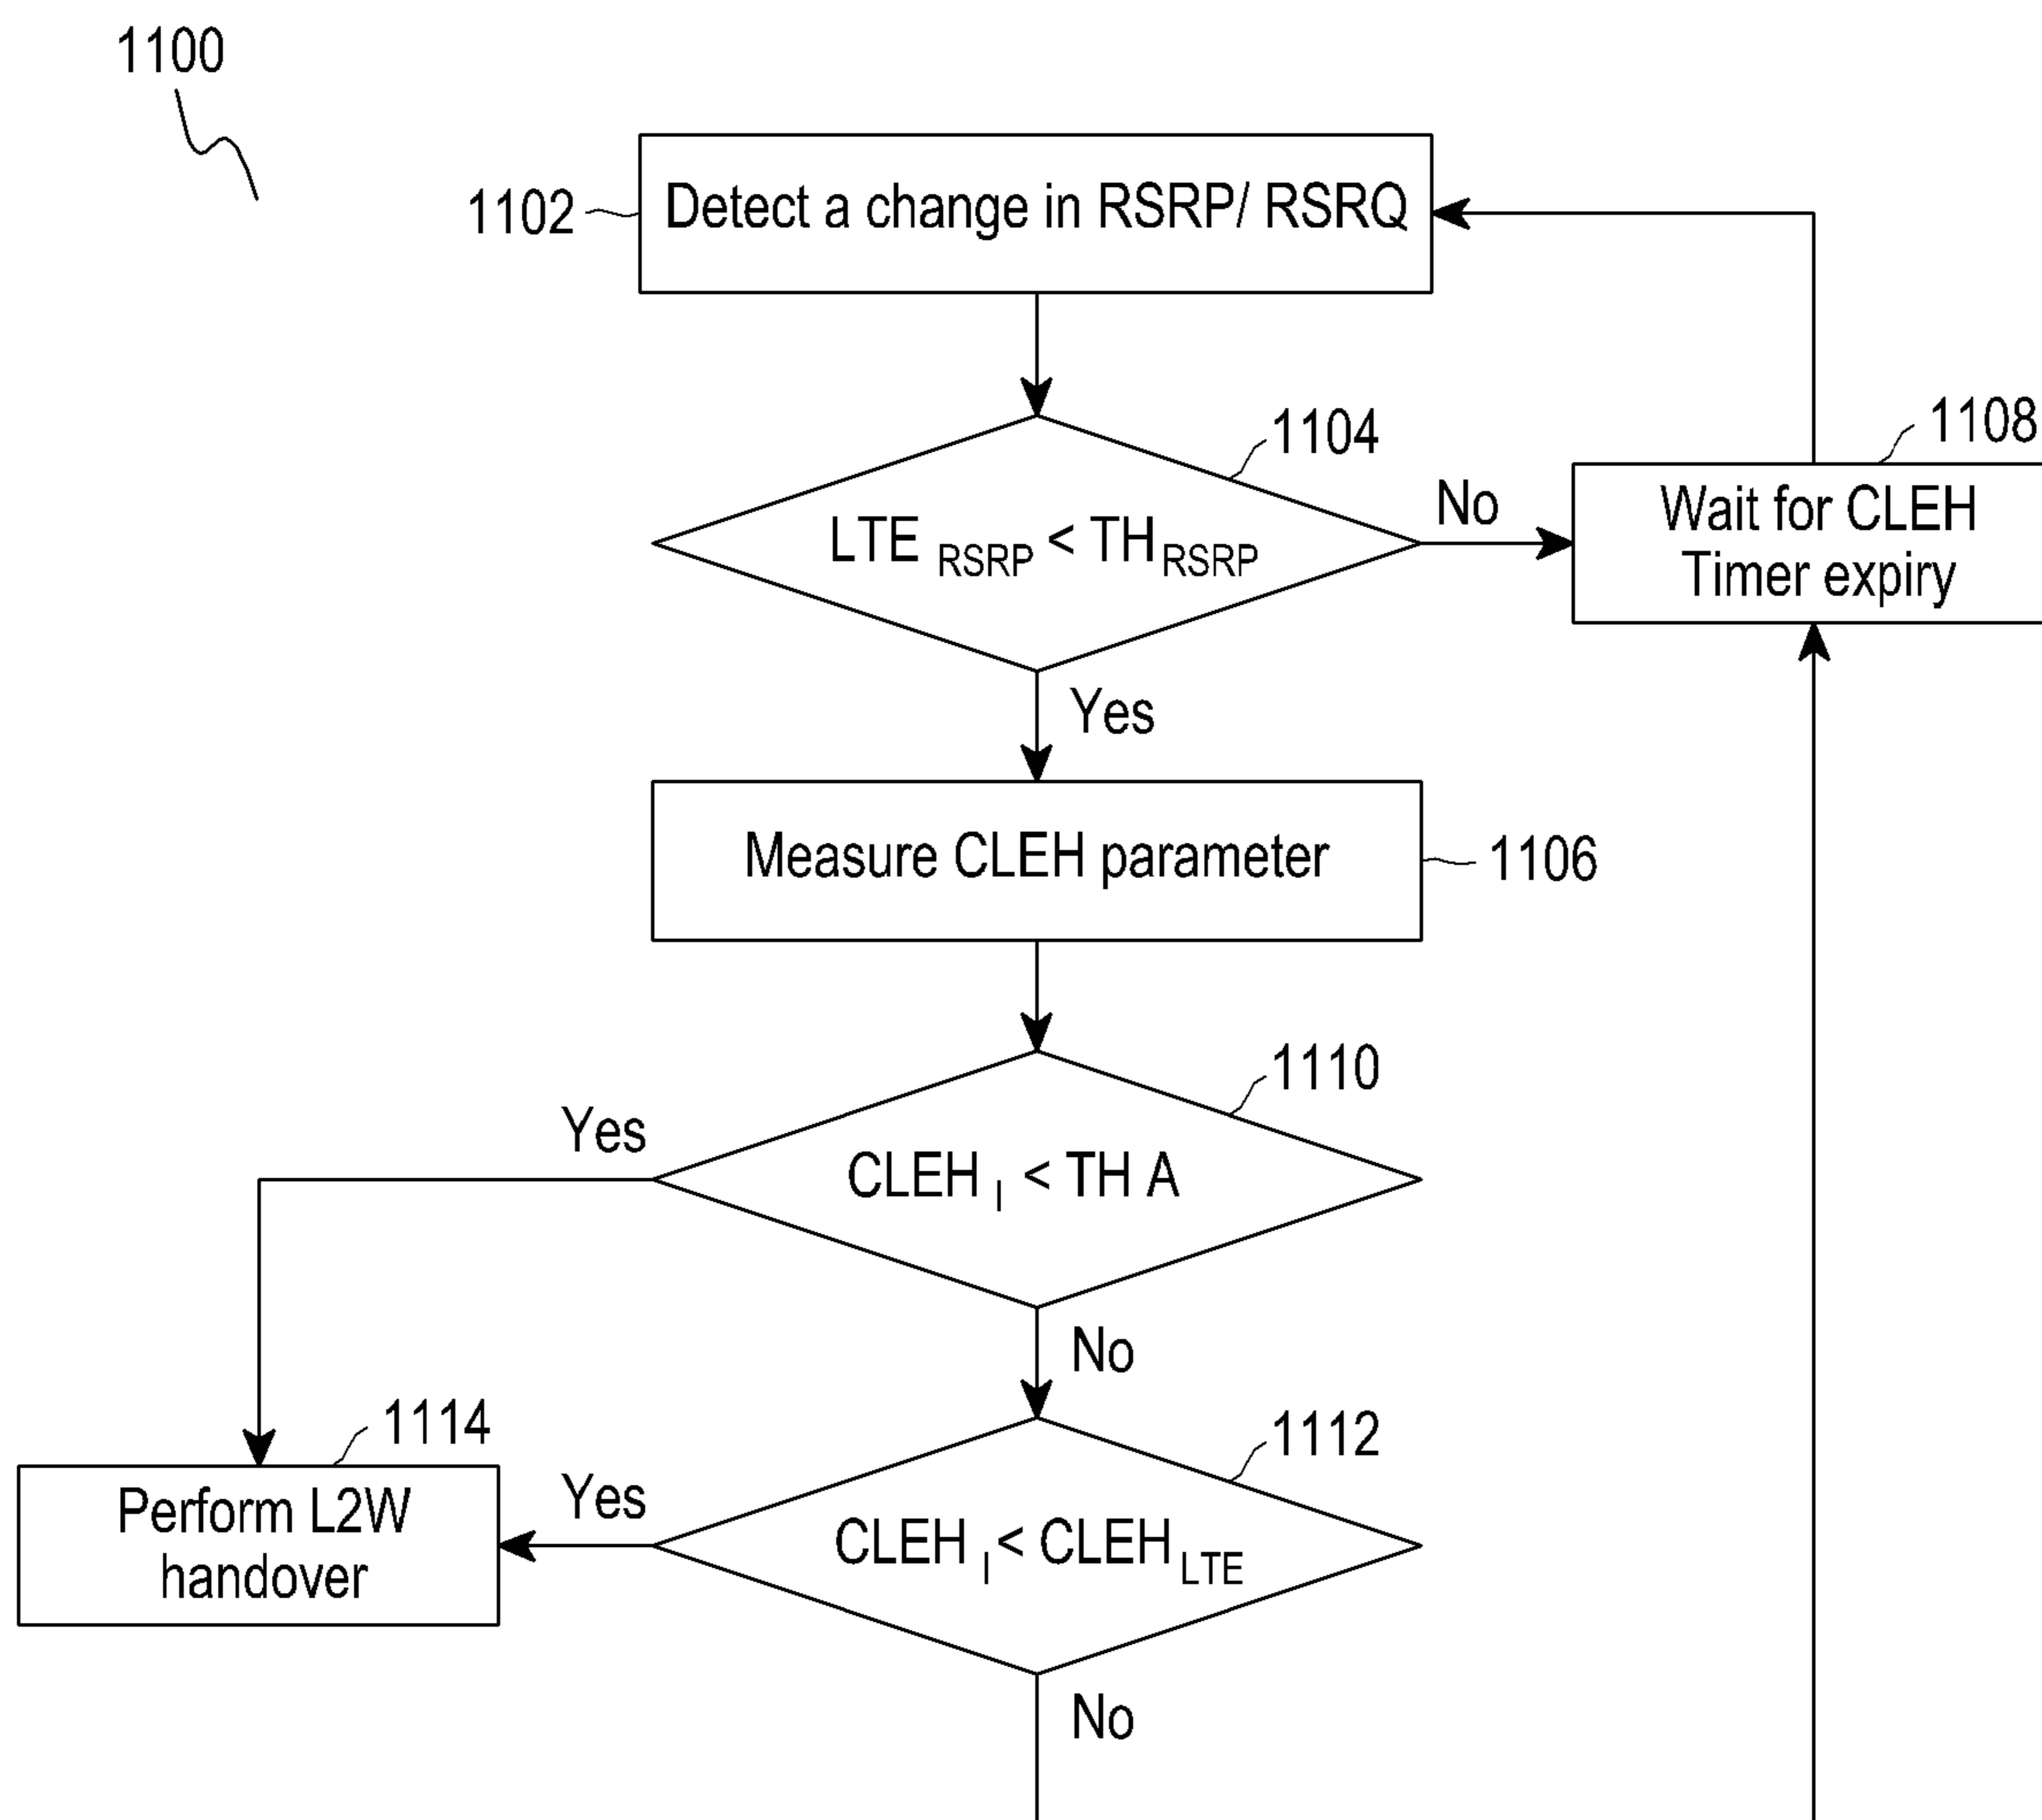 1100
1102
Detect a change in RSRP/ RSRQ
1104
LTE RSRP < TH RSRP
No
1108
Wait for CLEH
Timer expiry
Yes
Measure CLEH parameter
1106
1110
Yes
CLEH I < TH A
No
1114
Perform L2W
handover
Yes
1112
CLEH I < CLEH LTE
No